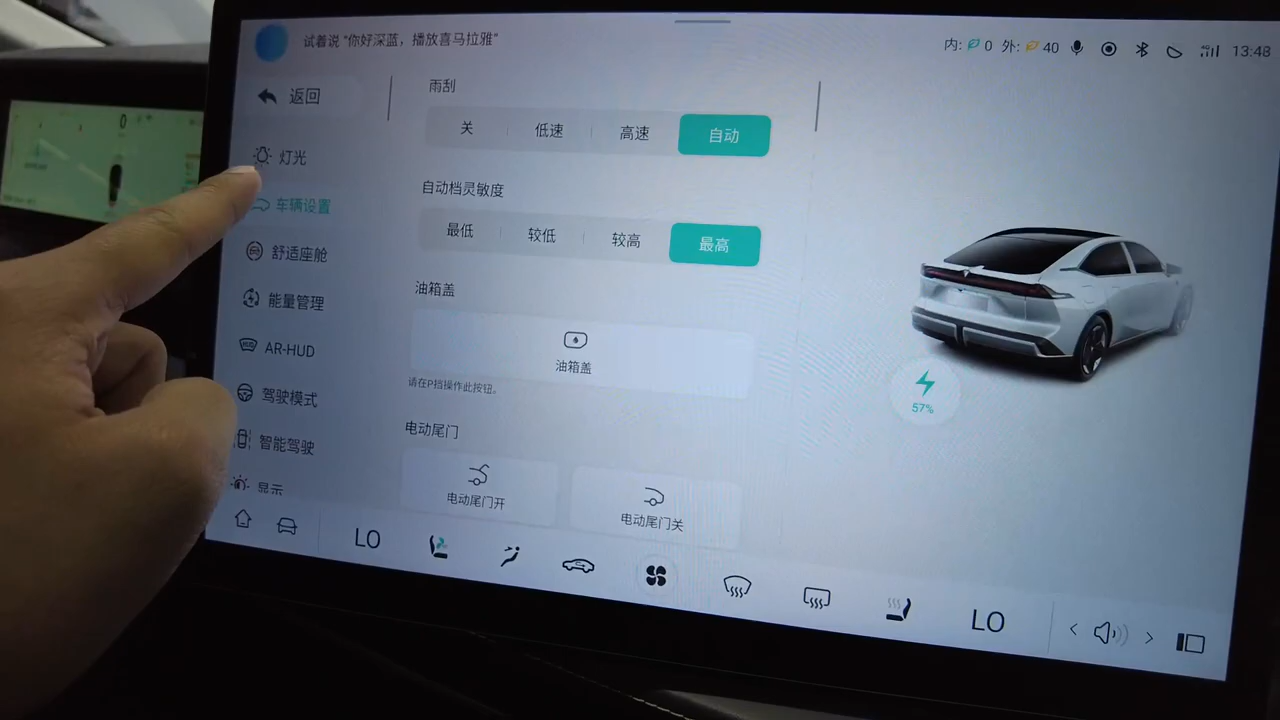 试着说 “你好深蓝，播放喜马拉雅”
内: 0 外: 40
13:48
返回
灯光
车辆设置
舒适座舱
能量管理
AR-HUD
驾驶模式
智能驾驶
显示
雨刮
关 低速 高速 自动
自动档灵敏度
最低 较低 较高 最高
油箱盖
油箱盖
请在P挡操作此按钮。
电动尾门
电动尾门开 电动尾门关
57%
LO LO
0